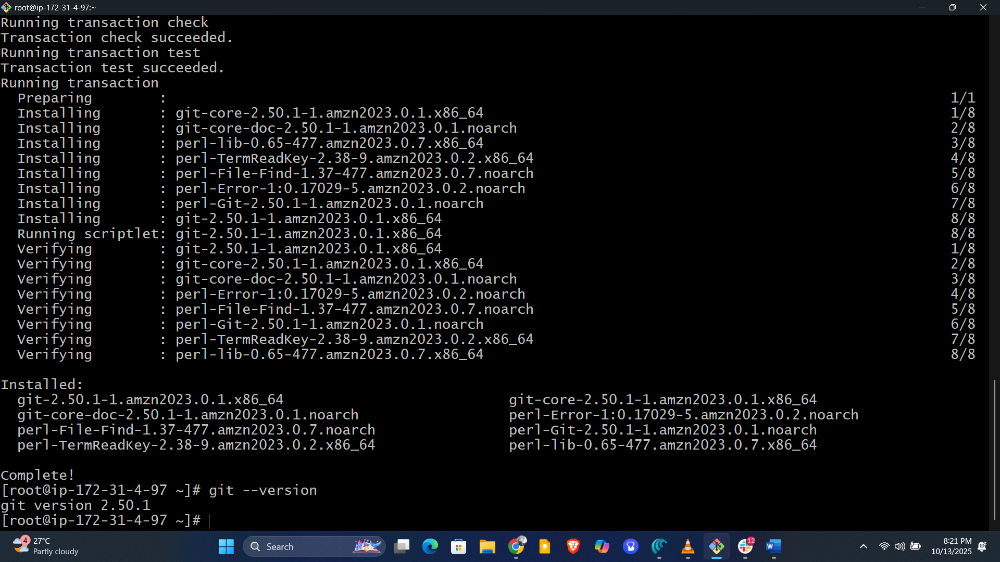 root@ip-172-31-4-97:~
Running transaction check
Transaction check succeeded.
Running transaction test
Transaction test succeeded.
Running transaction
  Preparing        :                                                                                               1/1
  Installing       : git-core-2.50.1-1.amzn2023.0.1.x86_64                                                         1/8
  Installing       : git-core-doc-2.50.1-1.amzn2023.0.1.noarch                                                     2/8
  Installing       : perl-lib-0.65-477.amzn2023.0.7.x86_64                                                         3/8
  Installing       : perl-TermReadKey-2.38-9.amzn2023.0.2.x86_64                                                   4/8
  Installing       : perl-File-Find-1.37-477.amzn2023.0.7.noarch                                                   5/8
  Installing       : perl-Error-1:0.17029-5.amzn2023.0.2.noarch                                                    6/8
  Installing       : perl-Git-2.50.1-1.amzn2023.0.1.noarch                                                         7/8
  Installing       : git-2.50.1-1.amzn2023.0.1.x86_64                                                              8/8
  Running scriptlet: git-2.50.1-1.amzn2023.0.1.x86_64                                                              8/8
  Verifying        : git-2.50.1-1.amzn2023.0.1.x86_64                                                              1/8
  Verifying        : git-core-2.50.1-1.amzn2023.0.1.x86_64                                                         2/8
  Verifying        : git-core-doc-2.50.1-1.amzn2023.0.1.noarch                                                     3/8
  Verifying        : perl-Error-1:0.17029-5.amzn2023.0.2.noarch                                                    4/8
  Verifying        : perl-File-Find-1.37-477.amzn2023.0.7.noarch                                                   5/8
  Verifying        : perl-Git-2.50.1-1.amzn2023.0.1.noarch                                                         6/8
  Verifying        : perl-TermReadKey-2.38-9.amzn2023.0.2.x86_64                                                   7/8
  Verifying        : perl-lib-0.65-477.amzn2023.0.7.x86_64                                                         8/8
Installed:
  git-2.50.1-1.amzn2023.0.1.x86_64                           git-core-2.50.1-1.amzn2023.0.1.x86_64
  git-core-doc-2.50.1-1.amzn2023.0.1.noarch                  perl-Error-1:0.17029-5.amzn2023.0.2.noarch
  perl-File-Find-1.37-477.amzn2023.0.7.noarch                perl-Git-2.50.1-1.amzn2023.0.1.noarch
  perl-TermReadKey-2.38-9.amzn2023.0.2.x86_64                perl-lib-0.65-477.amzn2023.0.7.x86_64
Complete!
[root@ip-172-31-4-97 ~]# git --version
git version 2.50.1
[root@ip-172-31-4-97 ~]#
4
27°C
Partly cloudy
Search
12
W
8:21 PM
10/13/2025